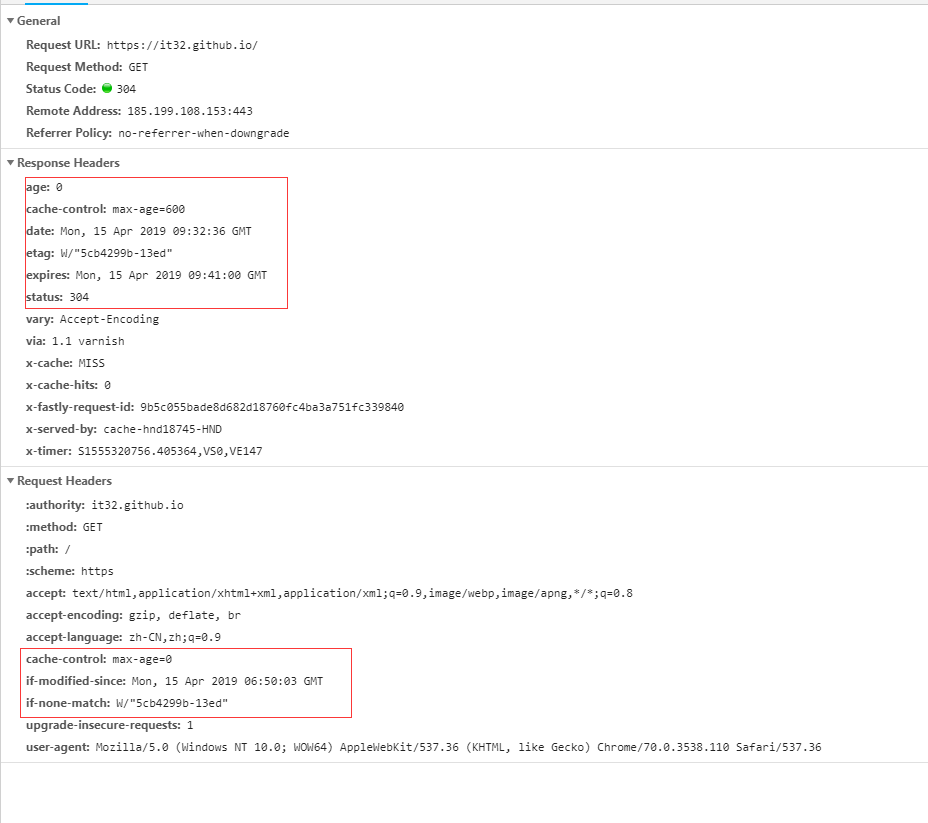 General
Request URL: https://it32.github.io/
Request Method: GET
Status Code: 304
Remote Address: 185.199.108.153:443
Referrer Policy: no-referrer-when-downgrade
Response Headers
age: 0
cache-control: max-age=600
date: Mon, 15 Apr 2019 09:32:36 GMT
etag: W/"5cb4299b-13ed"
expires: Mon, 15 Apr 2019 09:41:00 GMT
status: 304
vary: Accept-Encoding
via: 1.1 varnish
x-cache: MISS
x-cache-hits: 0
x-fastly-request-id: 9b5c055bade8d682d18760fc4ba3a751fc339840
x-served-by: cache-hnd18745-HND
x-timer: S1555320756.405364,VS0,VE147
Request Headers
:authority: it32.github.io
:method: GET
:path: /
:scheme: https
accept: text/html,application/xhtml+xml,application/xml;q=0.9,image/webp,image/apng,*/*;q=0.8
accept-encoding: gzip, deflate, br
accept-language: zh-CN,zh;q=0.9
cache-control: max-age=0
if-modified-since: Mon, 15 Apr 2019 06:50:03 GMT
if-none-match: W/"5cb4299b-13ed"
upgrade-insecure-requests: 1
user-agent: Mozilla/5.0 (Windows NT 10.0; WOW64) AppleWebKit/537.36 (KHTML, like Gecko) Chrome/70.0.3538.110 Safari/537.36